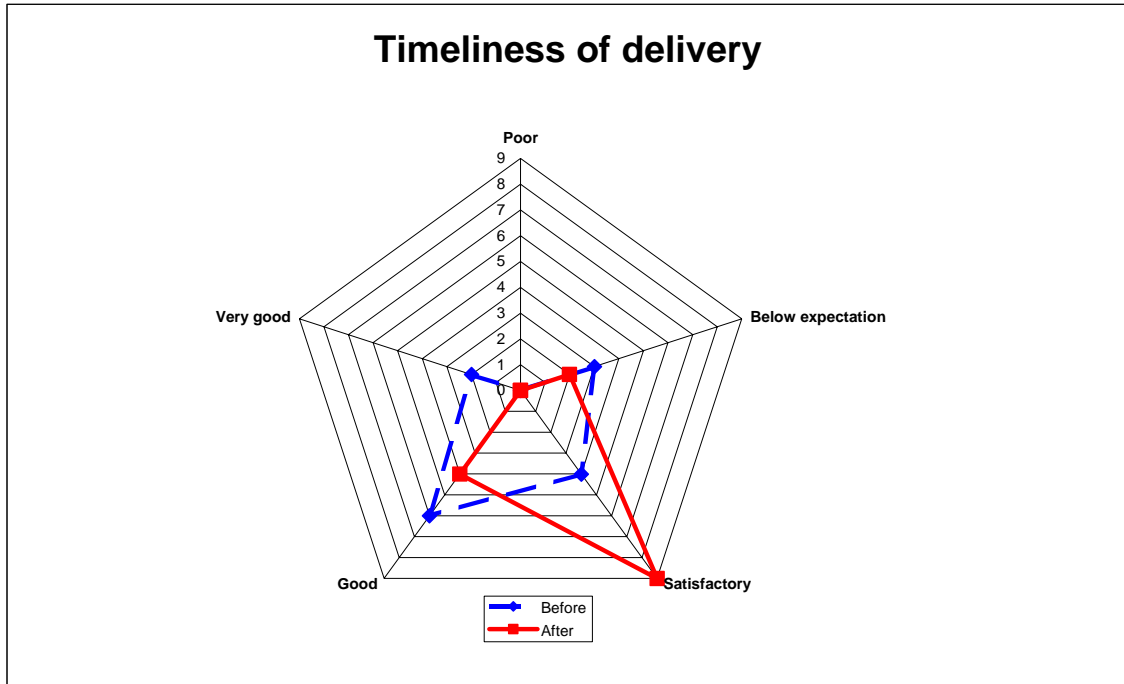 Timeliness of delivery
Poor
9
8
7
6
5
4
3
2
1
0
Very good
Below expectation
Good
Satisfactory
Before
After